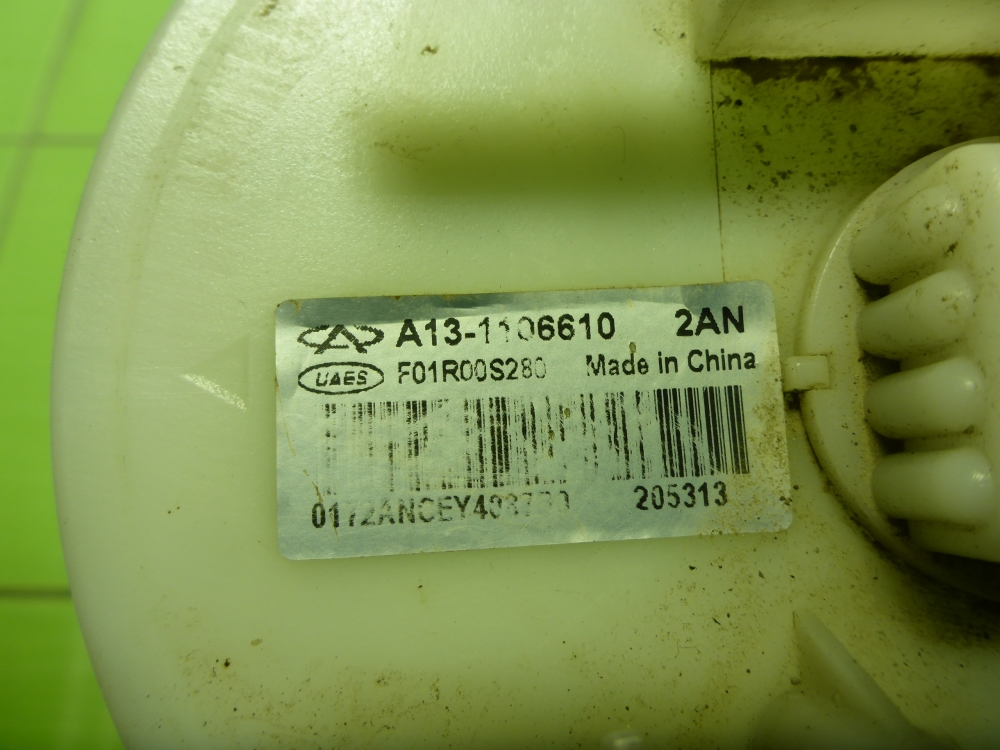 A13-1106610 2AN
UAES F01R00S280 Made in China
205313